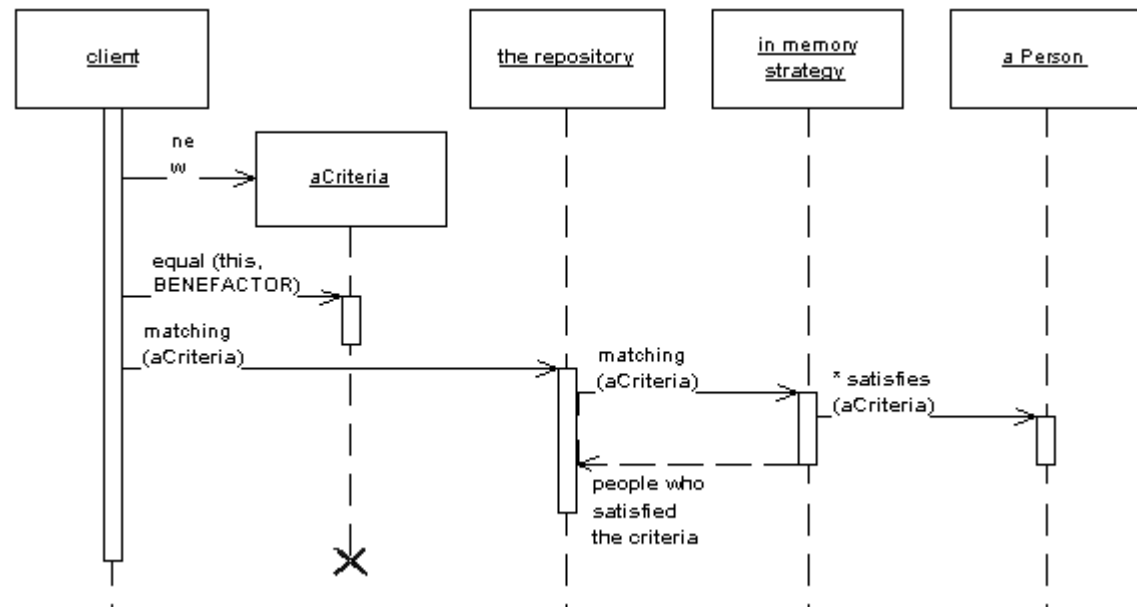 client
the repository
in memory
strategy
a Person
ne
w
aCriteria
equal (this,
BENEFACTOR)
matching
(aCriteria)
matching
(aCriteria)
* satisfies
(aCriteria)
people who
satisfied
the criteria